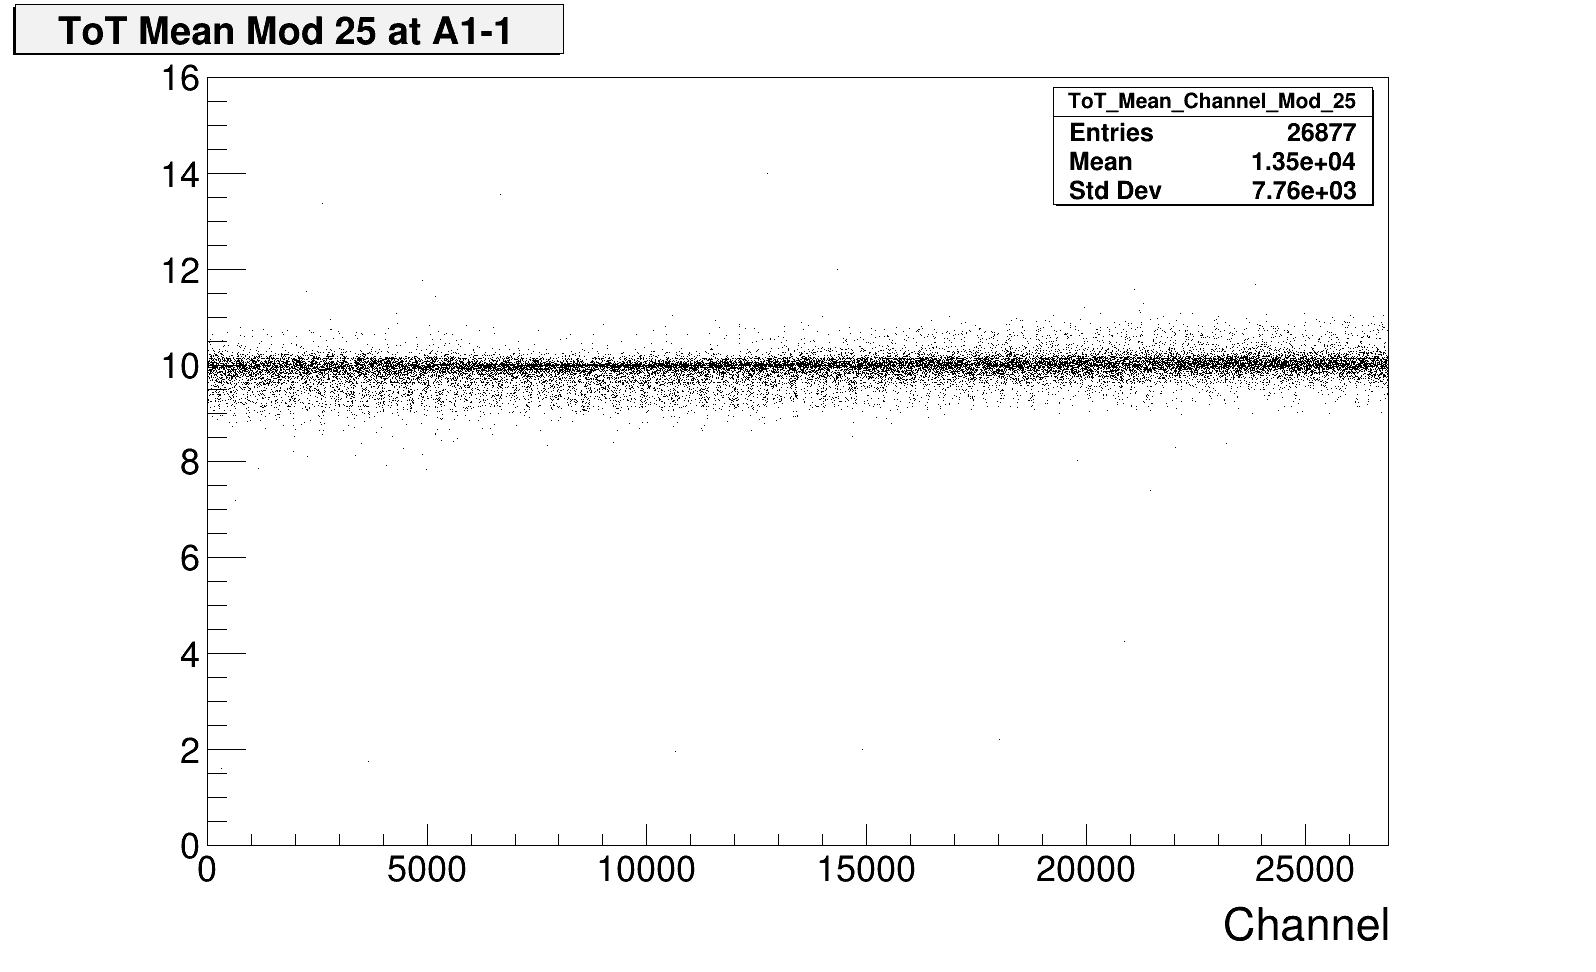 ToT Mean Mod 25 at A1-1
ToT_Mean_Channel_Mod_25
Entries 26877
Mean 1.35e+04
Std Dev 7.76e+03
16
14
12
10
8
6
4
2
0
0 5000 10000 15000 20000 25000
Channel